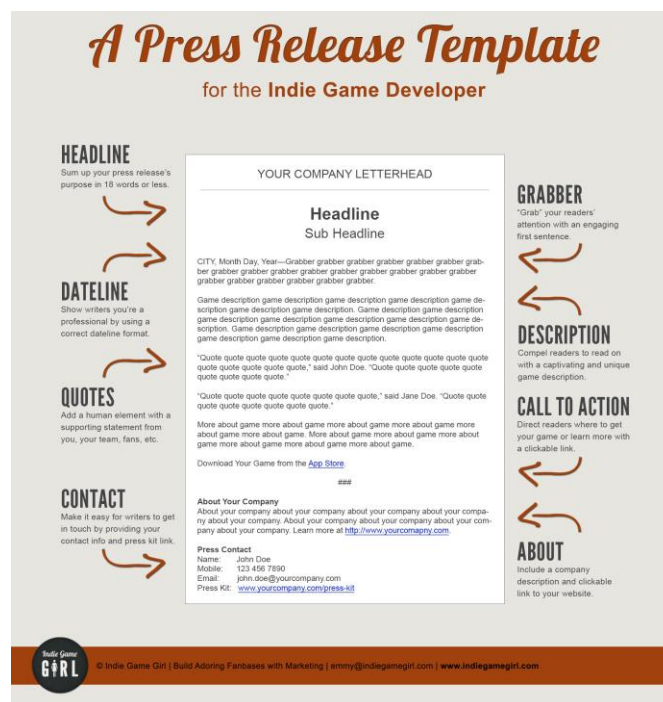 A Press Release Template
for the Indie Game Developer
HEADLINE
Sum up your press release's
purpose in 18 words or less.
DATELINE
Show writers you're a
professional by using a
correct dateline format.
QUOTES
Add a human element with a
supporting statement from
you, your team, fans, etc.
CONTACT
Make it easy for writers to get
in touch by providing your
contact info and press kit link.
YOUR COMPANY LETTERHEAD
Headline
Sub Headline
CITY, Month Day, Year—Grabber grabber grabber grabber grabber grabber grab-
ber grabber grabber grabber grabber grabber grabber grabber grabber grabber
grabber grabber grabber grabber grabber grabber.
Game description game description game description game description game de-
scription game description game description. Game description game description
game description game description game description game description game de-
scription. Game description game description game description game description
game description game description game description.
"Quote quote quote quote quote quote quote quote quote quote quote quote quote
quote quote quote quote quote," said John Doe. "Quote quote quote quote quote
quote quote quote quote."
"Quote quote quote quote quote quote quote quote," said Jane Doe. "Quote quote
quote quote quote quote quote quote."
More about game more about game more about game more about game more
about game more about game. More about game more about game more about
game more about game more about game more about game.
Download Your Game from the App Store.
###
About Your Company
About your company about your company about your company about your compa-
ny about your company. About your company about your company about your com-
pany about your company. Learn more at http://www.yourcomapny.com.
Press Contact
Name: John Doe
Mobile: 123 456 7890
Email: john.doe@yourcompany.com
Press Kit: www.yourcompany.com/press-kit
GRABBER
"Grab" your readers'
attention with an engaging
first sentence.
DESCRIPTION
Compel readers to read on
with a captivating and unique
game description.
CALL TO ACTION
Direct readers where to get
your game or learn more with
a clickable link.
ABOUT
Include a company
description and clickable
link to your website.
Indie Game
GIRL
© Indie Game Girl | Build Adoring Fanbases with Marketing | emmy@indiegamegirl.com | www.indiegamegirl.com